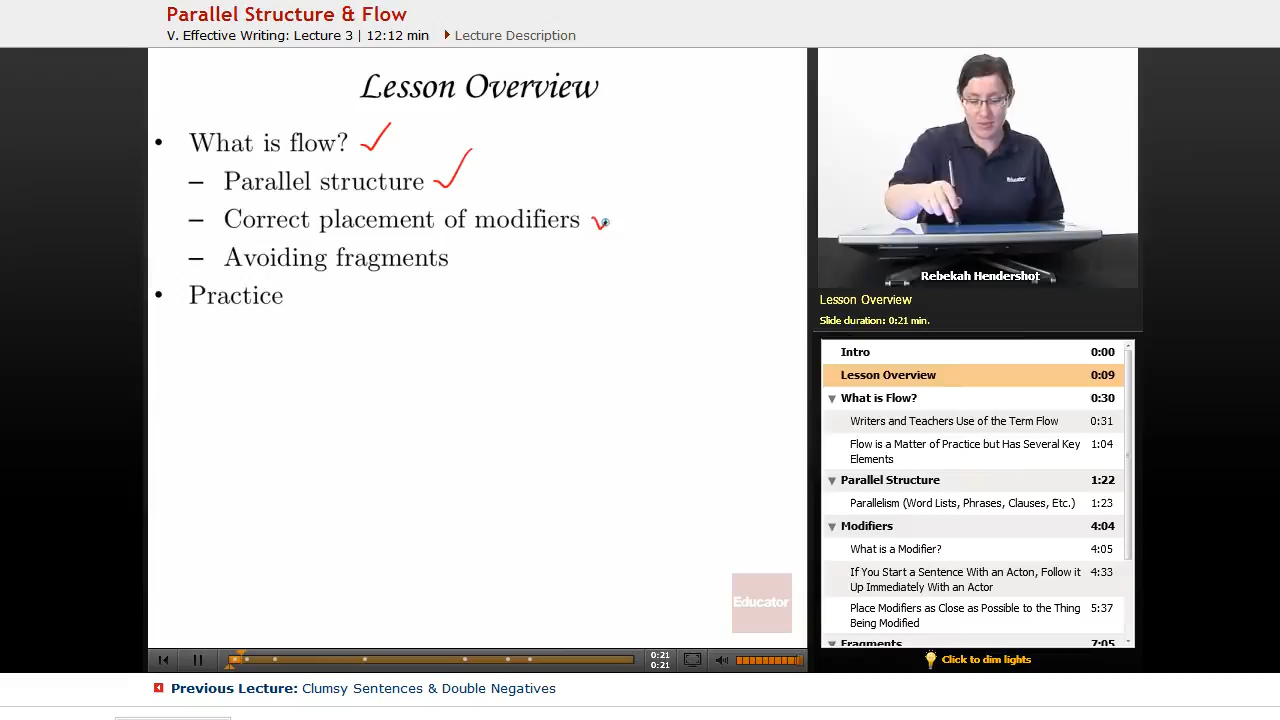 Parallel Structure & Flow
V. Effective Writing: Lecture 3 | 12:12 min
Lecture Description
Lesson Overview
• What is flow?
– Parallel structure
– Correct placement of modifiers
– Avoiding fragments
• Practice
Educator
Educator
Rebekah Hendershot
Lesson Overview
Slide duration: 0:21 min.
Intro 0:00
Lesson Overview 0:09
What is Flow? 0:30
Writers and Teachers Use of the Term Flow 0:31
Flow is a Matter of Practice but Has Several Key 1:04
Elements
Parallel Structure 1:22
Parallelism (Word Lists, Phrases, Clauses, Etc.) 1:23
Modifiers 4:04
What is a Modifier? 4:05
If You Start a Sentence With an Acton, Follow it 4:33
Up Immediately With an Actor
Place Modifiers as Close as Possible to the Thing 5:37
Being Modified
Fragments 7:05
0:21
0:21
Click to dim lights
Previous Lecture: Clumsy Sentences & Double Negatives